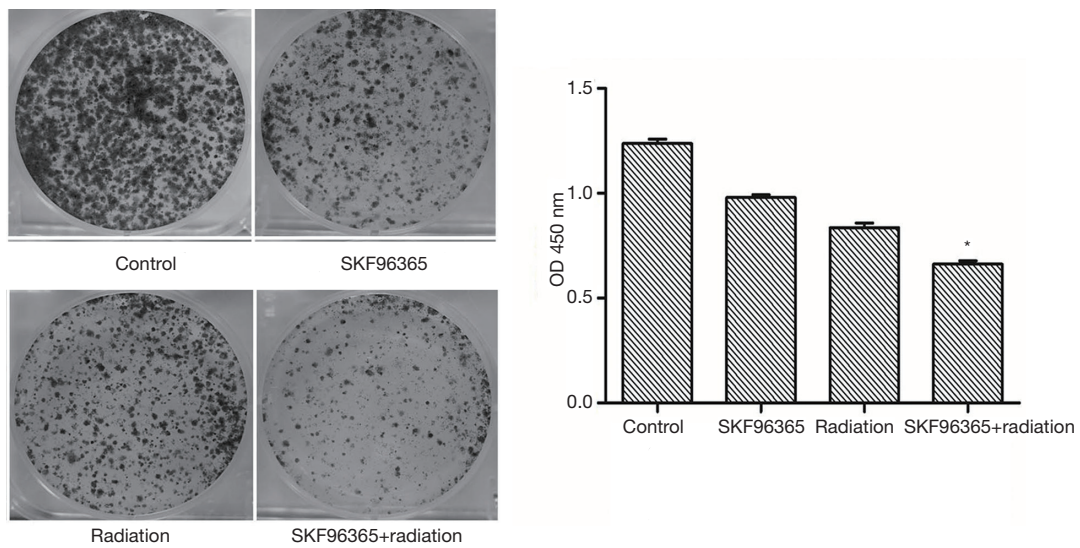 Control
SKF96365
Radiation
SKF96365+radiation
OD 450 nm
1.5
1.0
0.5
0.0
*
Control
SKF96365
Radiation
SKF96365+radiation